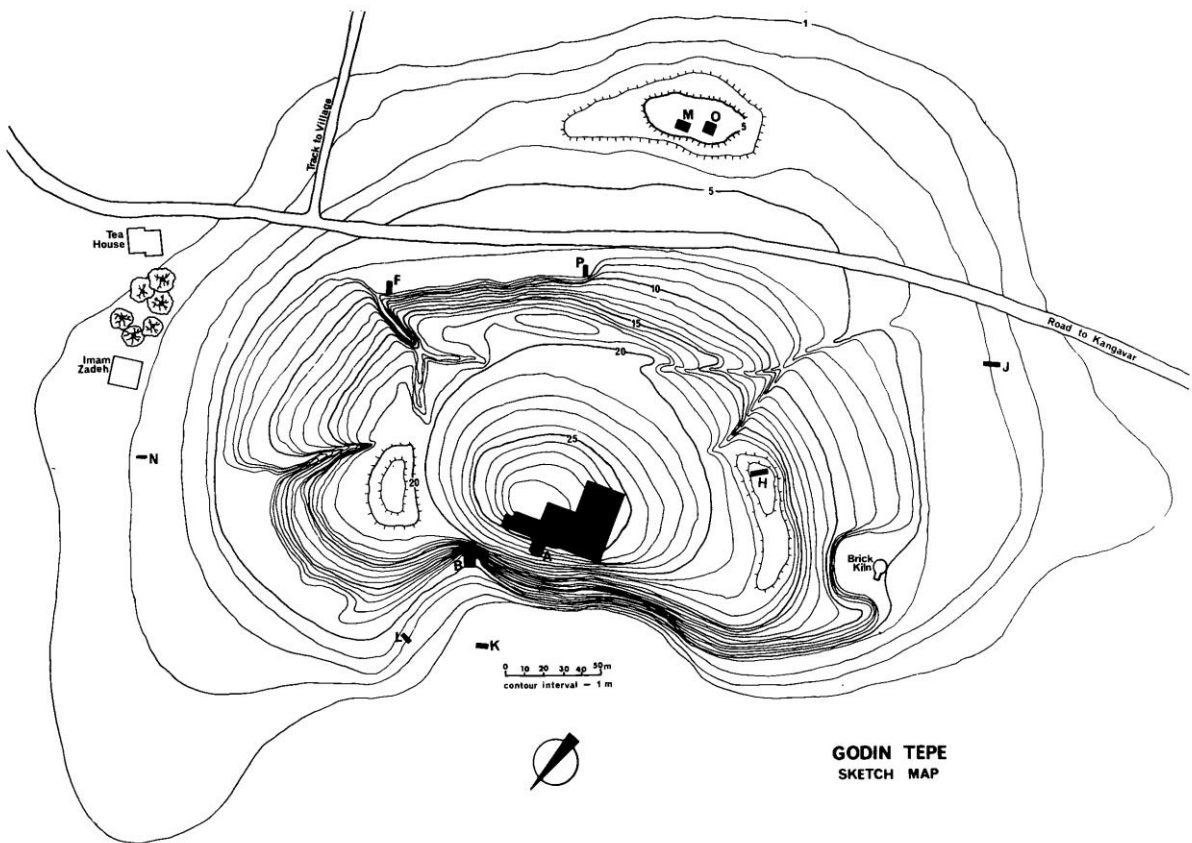 1
Track to Village
M
O
5
5
Tea
House
P
F
10
15
20
Road to Kangavar
J
Imam
Zadeh
25
N
20
H
B
A
Brick
Kiln
L
K
0 10 20 30 40 50m
contour interval – 1 m
GODIN TEPE
SKETCH MAP